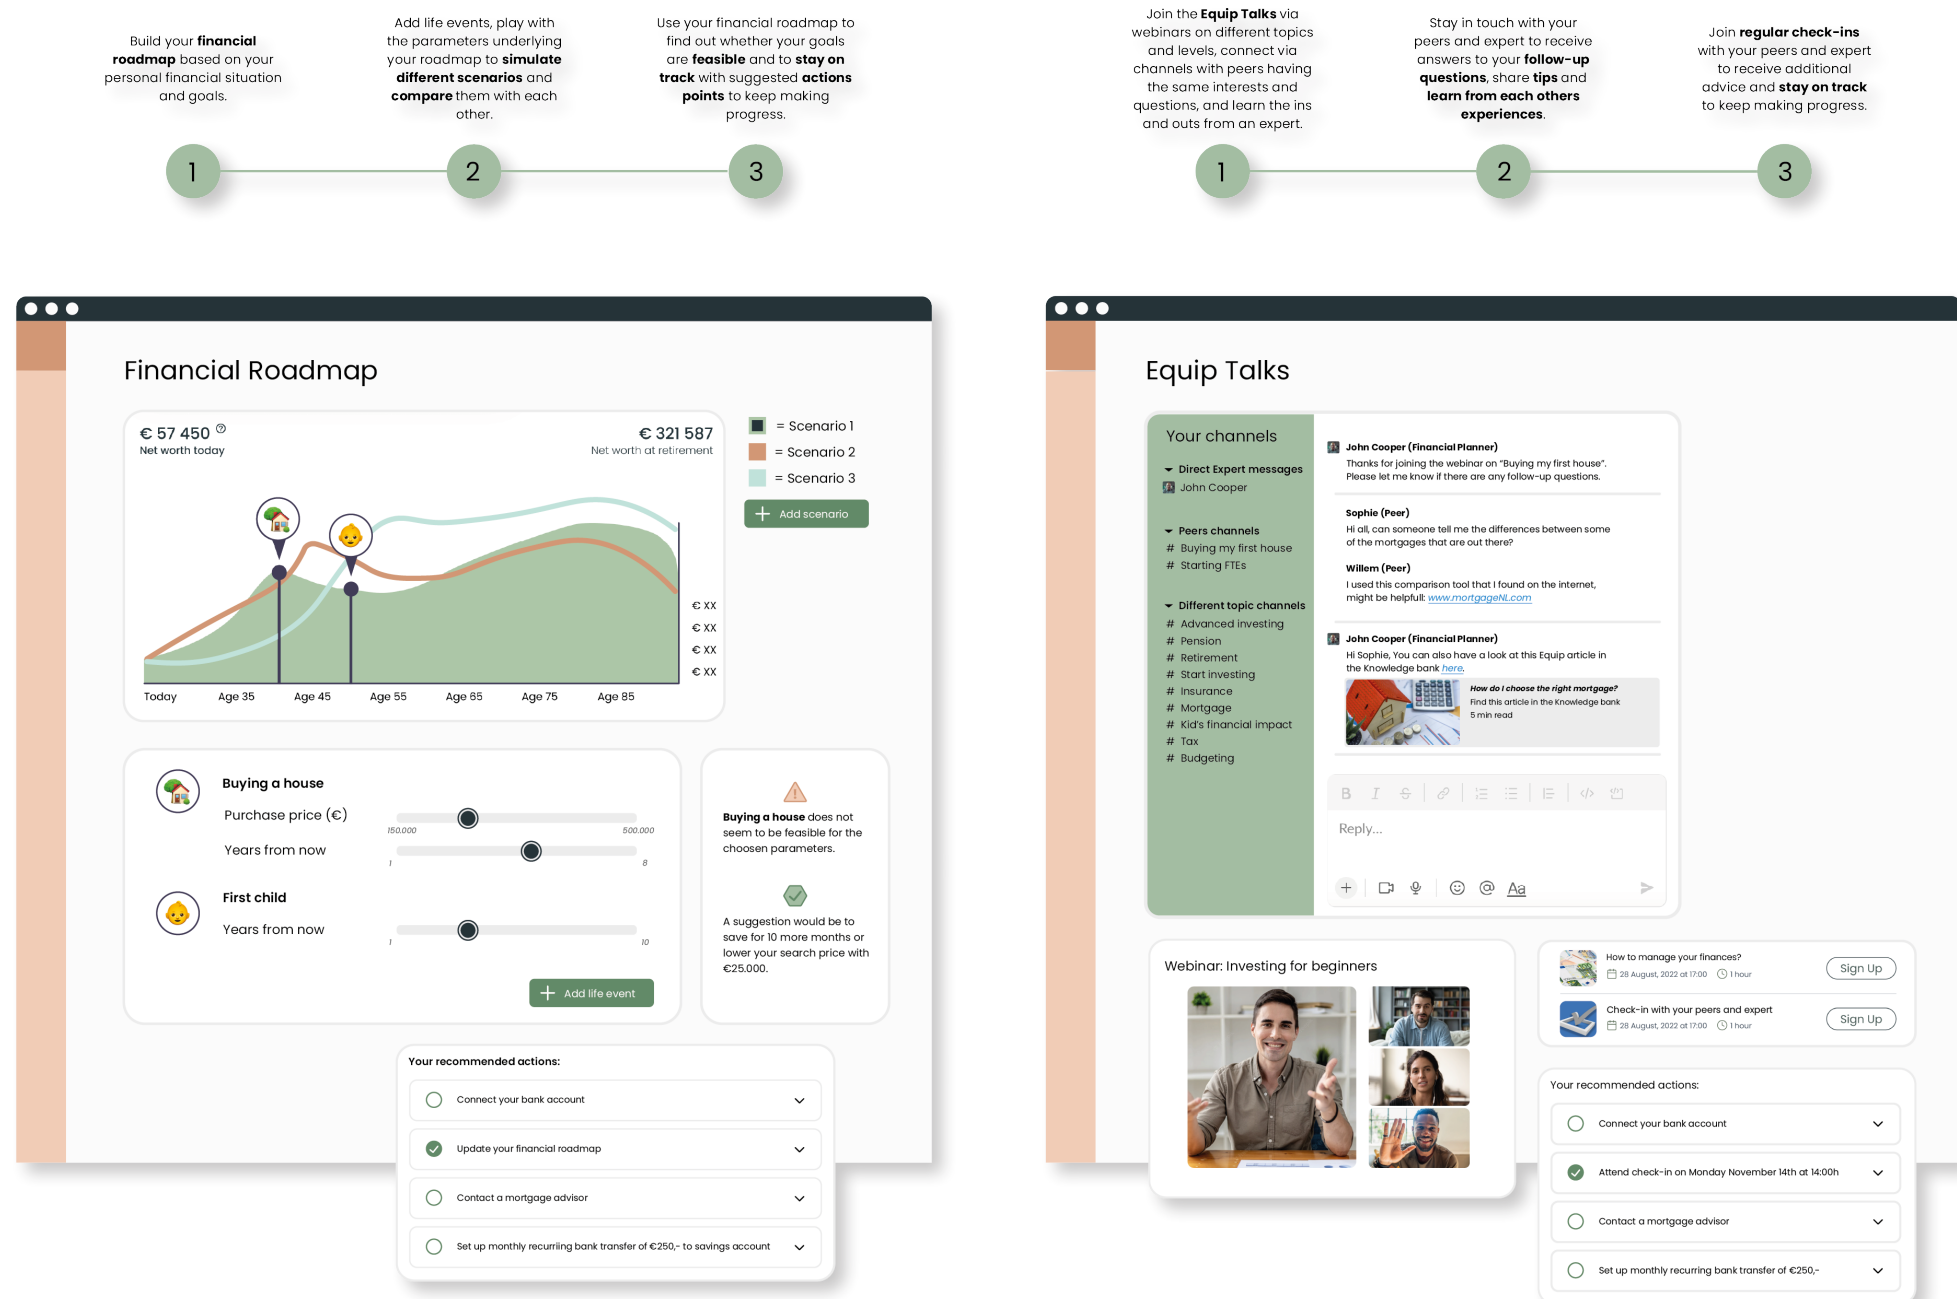 Build your financial
roadmap based on your
personal financial situation
and goals.
Add life events, play with
the parameters underlying
your roadmap to simulate
different scenarios and
compare them with each
other.
Use your financial roadmap to
find out whether your goals
are feasible and to stay on
track with suggested actions
points to keep making
progress.
1
2
3
Financial Roadmap
€ 57 450 ?
Net worth today
€ 321 587
Net worth at retirement
= Scenario 1
= Scenario 2
= Scenario 3
+ Add scenario
€ XX
€ XX
€ XX
€ XX
Today
Age 35
Age 45
Age 55
Age 65
Age 75
Age 85
Buying a house
Purchase price (€)
150.000
500.000
Years from now
1
8
First child
Years from now
1
10
+ Add life event
!
Buying a house does not
seem to be feasible for the
choosen parameters.
A suggestion would be to
save for 10 more months or
lower your search price with
€25.000.
Your recommended actions:
Connect your bank account
Update your financial roadmap
Contact a mortgage advisor
Set up monthly recurriing bank transfer of €250,- to savings account
Join the Equip Talks via
webinars on different topics
and levels, connect via
channels with peers having
the same interests and
questions, and learn the ins
and outs from an expert.
Stay in touch with your
peers and expert to receive
answers to your follow-up
questions, share tips and
learn from each others
experiences.
Join regular check-ins
with your peers and expert
to receive additional
advice and stay on track
to keep making progress.
1
2
3
Equip Talks
Your channels
Direct Expert messages
John Cooper
Peers channels
# Buying my first house
# Starting FTEs
Different topic channels
# Advanced investing
# Pension
# Retirement
# Start investing
# Insurance
# Mortgage
# Kid's financial impact
# Tax
# Budgeting
John Cooper (Financial Planner)
Thanks for joining the webinar on “Buying my first house”.
Please let me know if there are any follow-up questions.
Sophie (Peer)
Hi all, can someone tell me the differences between some
of the mortgages that are out there?
Willem (Peer)
I used this comparison tool that I found on the internet,
might be helpfull: www.mortgageNL.com
John Cooper (Financial Planner)
Hi Sophie, You can also have a look at this Equip article in
the Knowledge bank here.
How do I choose the right mortgage?
Find this article in the Knowledge bank
5 min read
B I S </>
Reply...
+ @ Aa
Webinar: Investing for beginners
How to manage your finances?
28 August, 2022 at 17:00 1 hour
Sign Up
Check-in with your peers and expert
28 August, 2022 at 17:00 1 hour
Sign Up
Your recommended actions:
Connect your bank account
Attend check-in on Monday November 14th at 14:00h
Contact a mortgage advisor
Set up monthly recurring bank transfer of €250,-